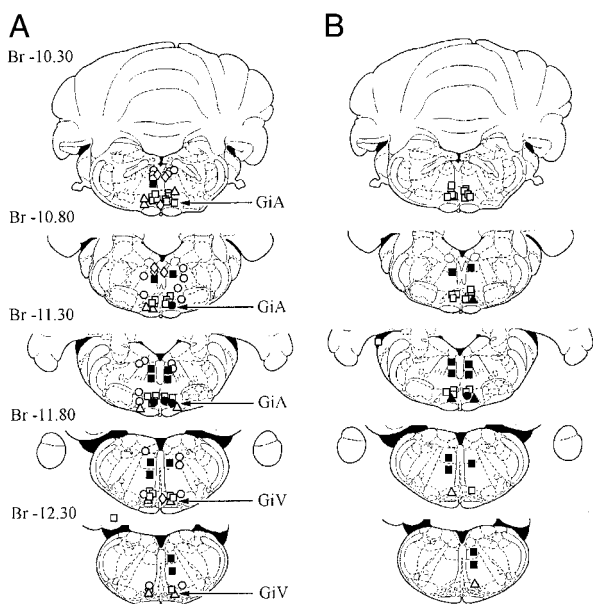 A
B
Br -10.30
GiA
Br -10.80
GiA
Br -11.30
GiA
Br -11.80
GiV
Br -12.30
GiV